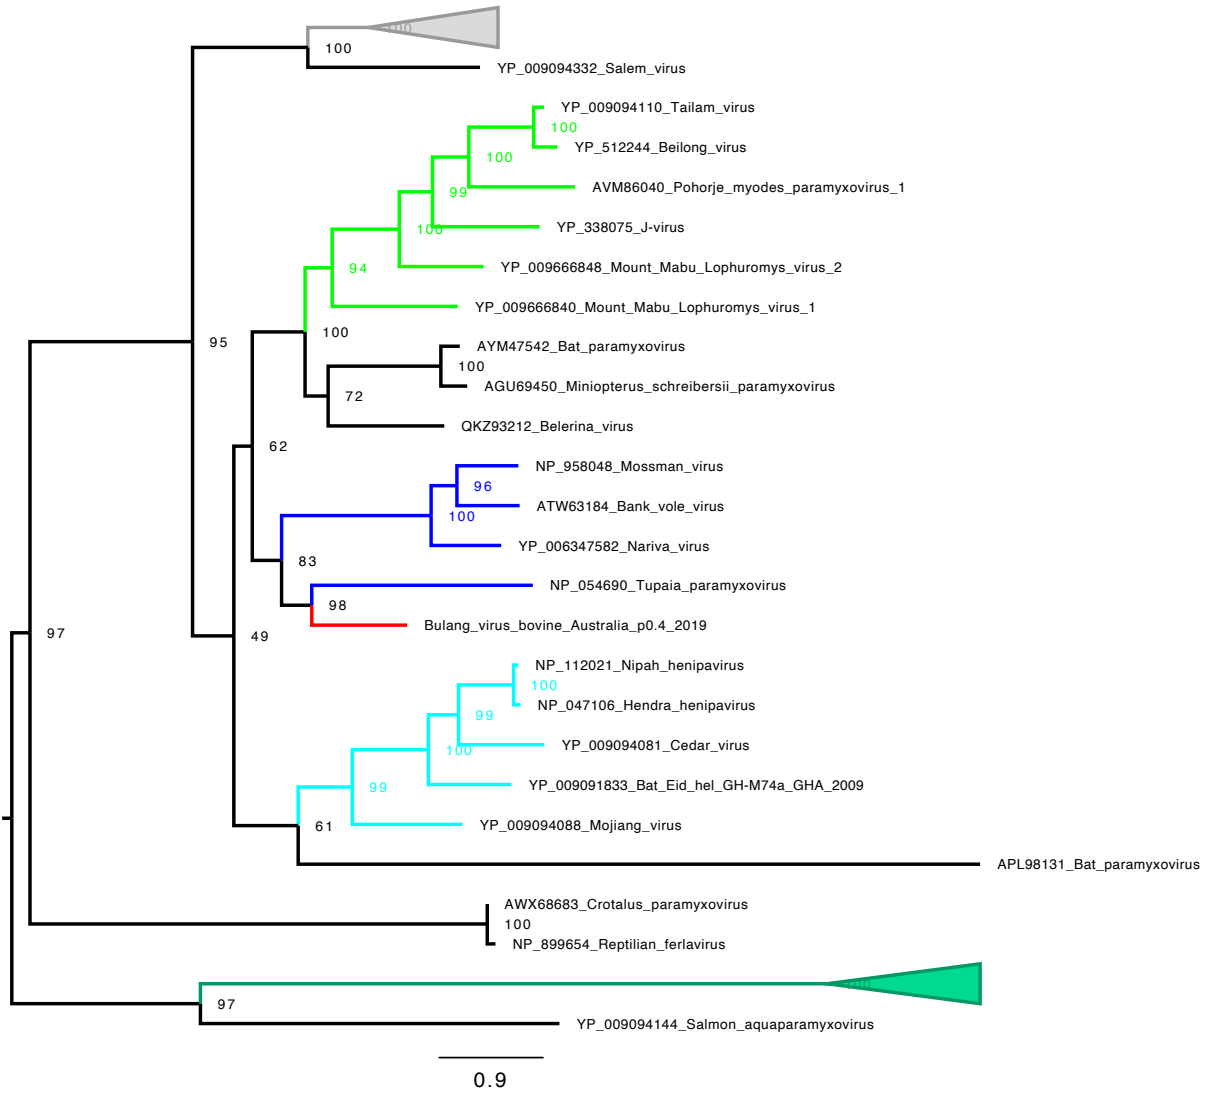 100
100
YP_009094332_Salem_virus
YP_009094110_Tailam_virus
100
YP_512244_Beilong_virus
100
AVM86040_Pohorje_myodes_paramyxovirus_1
99
YP_338075_J-virus
100
YP_009666848_Mount_Mabu_Lophuromys_virus_2
94
YP_009666840_Mount_Mabu_Lophuromys_virus_1
100
95
AYM47542_Bat_paramyxovirus
100
AGU69450_Miniopterus_schreibersii_paramyxovirus
72
QKZ93212_Belerina_virus
62
NP_958048_Mossman_virus
96
ATW63184_Bank_vole_virus
100
YP_006347582_Nariva_virus
83
NP_054690_Tupaia_paramyxovirus
98
Bulang_virus_bovine_Australia_p0.4_2019
97
49
NP_112021_Nipah_henipavirus
100
NP_047106_Hendra_henipavirus
99
YP_009094081_Cedar_virus
100
YP_009091833_Bat_Eid_hel_GH-M74a_GHA_2009
99
YP_009094088_Mojiang_virus
61
APL98131_Bat_paramyxovirus
AWX68683_Crotalus_paramyxovirus
100
NP_899654_Reptilian_ferlavirus
100
97
YP_009094144_Salmon_aquaparamyxovirus
0.9